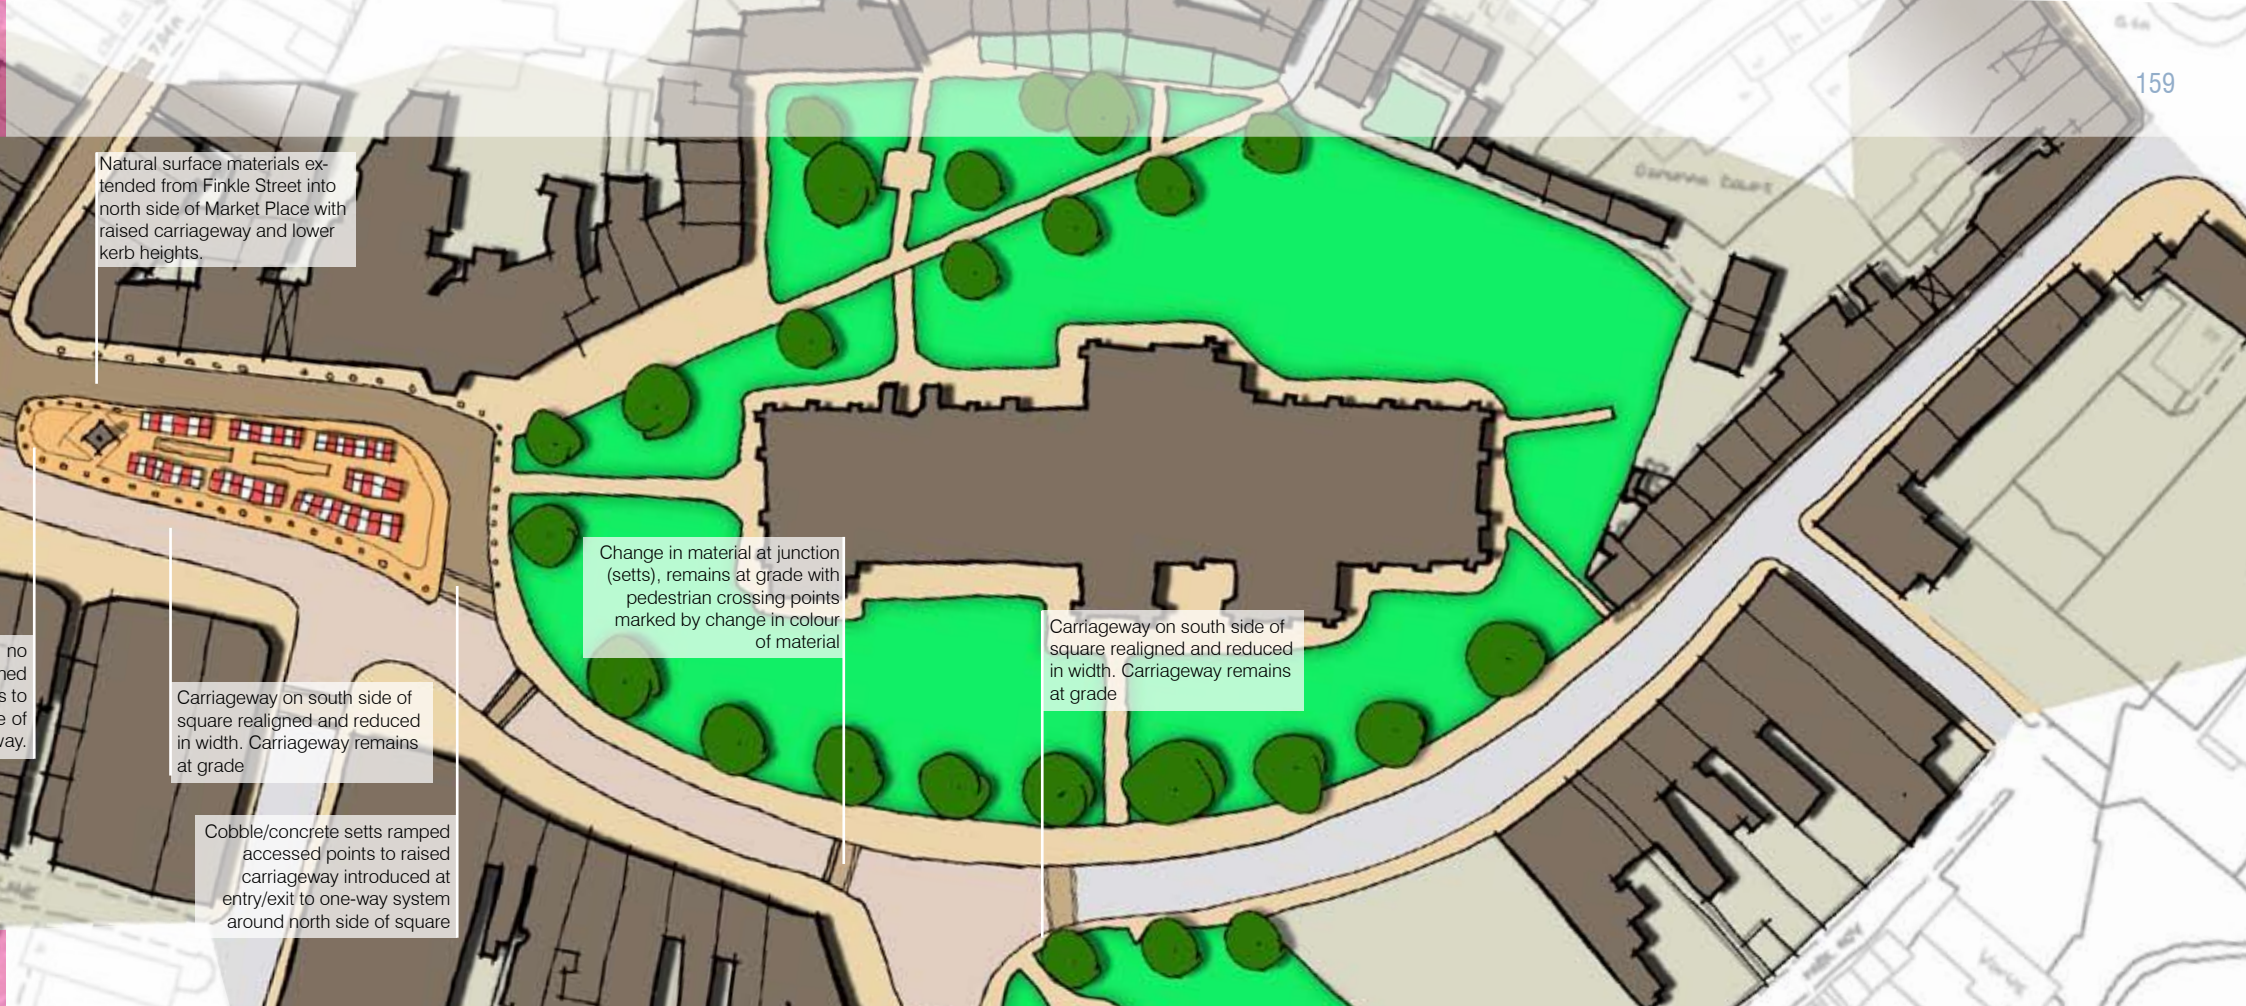 159
Natural surface materials ex-
tended from Finkle Street into
north side of Market Place with
raised carriageway and lower
kerb heights.
Change in material at junction
(setts), remains at grade with
pedestrian crossing points
marked by change in colour
of material
Carriageway on south side of
square realigned and reduced
in width. Carriageway remains
at grade
no
ned
s to
e of
vay.
Carriageway on south side of
square realigned and reduced
in width. Carriageway remains
at grade
Cobble/concrete setts ramped
accessed points to raised
carriageway introduced at
entry/exit to one-way system
around north side of square